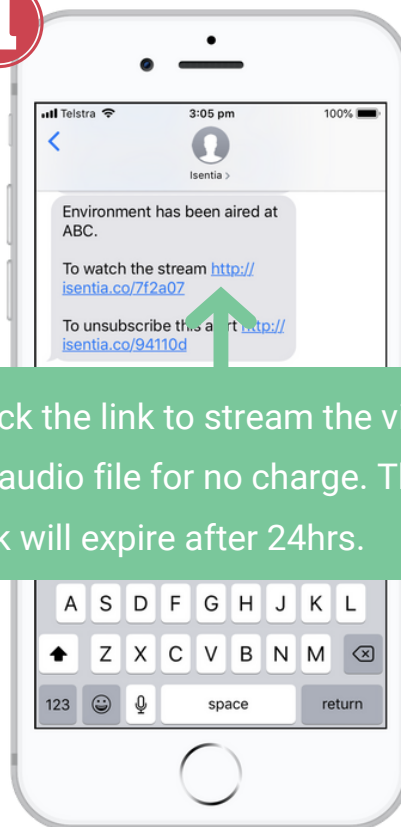 Telstra 3:05 pm 100%
Isentia >
Environment has been aired at
ABC.
To watch the stream http://
isentia.co/7f2a07
To unsubscribe this http://
isentia.co/94110d
ck the link to stream the v
audio file for no charge. T
k will expire after 24hrs.
A S D F G H J K L
Z X C V B N M
123 space return